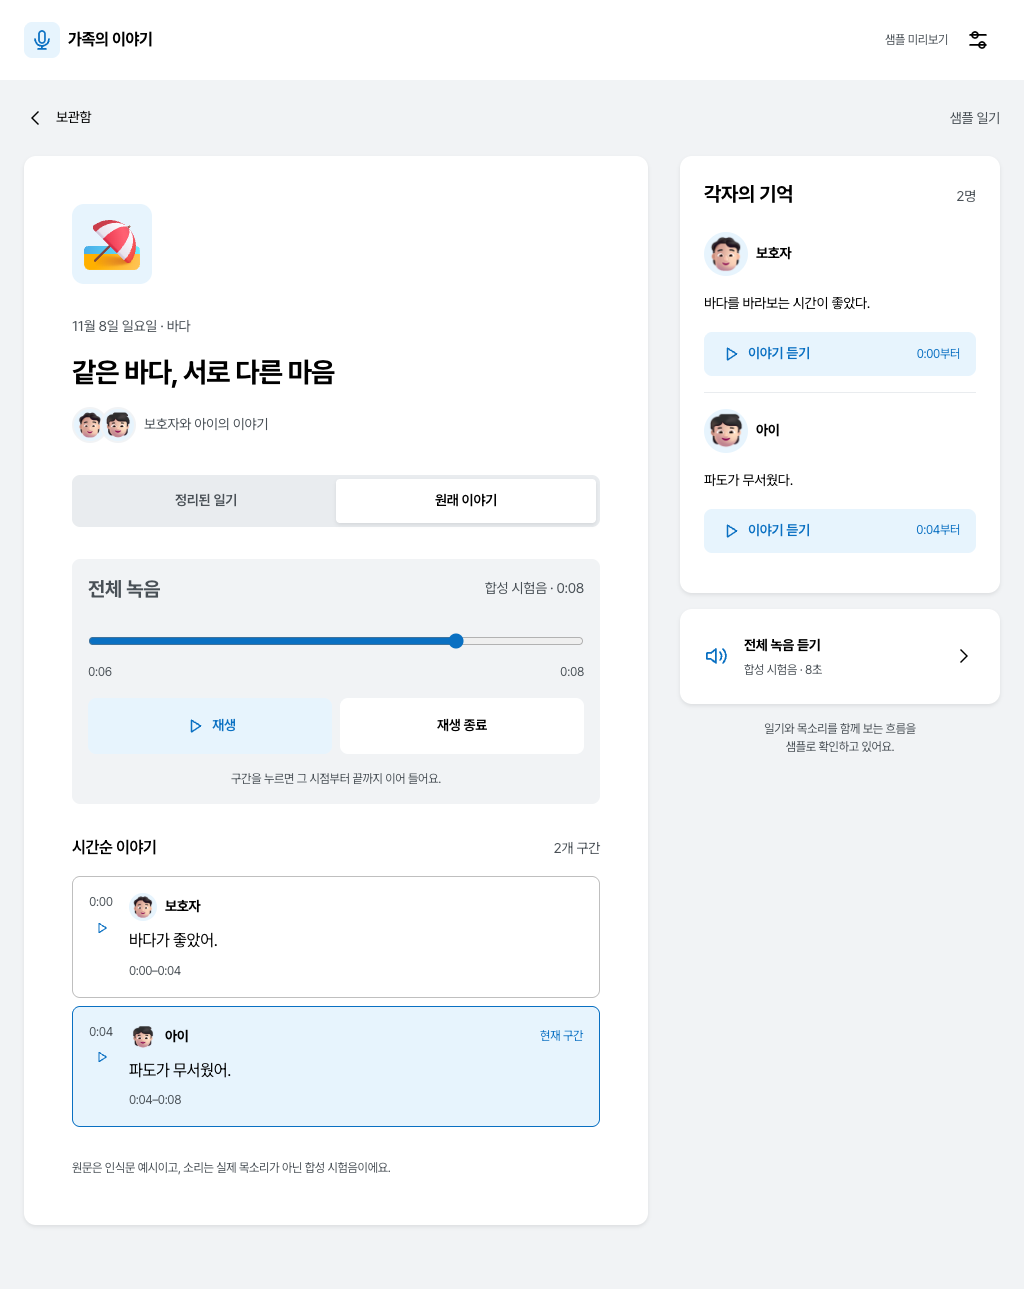 가족의 이야기
샘플 미리보기
보관함
샘플 일기
11월 8일 일요일 · 바다
같은 바다, 서로 다른 마음
보호자와 아이의 이야기
정리된 일기
원래 이야기
전체 녹음
합성 시험음 · 0:08
0:06
0:08
재생
재생 종료
구간을 누르면 그 시점부터 끝까지 이어 들어요.
시간순 이야기
2개 구간
0:00
보호자
바다가 좋았어.
0:00–0:04
0:04
아이
현재 구간
파도가 무서웠어.
0:04–0:08
원문은 인식문 예시이고, 소리는 실제 목소리가 아닌 합성 시험음이에요.
각자의 기억
2명
보호자
바다를 바라보는 시간이 좋았다.
이야기 듣기
0:00부터
아이
파도가 무서웠다.
이야기 듣기
0:04부터
전체 녹음 듣기
합성 시험음 · 8초
일기와 목소리를 함께 보는 흐름을
샘플로 확인하고 있어요.